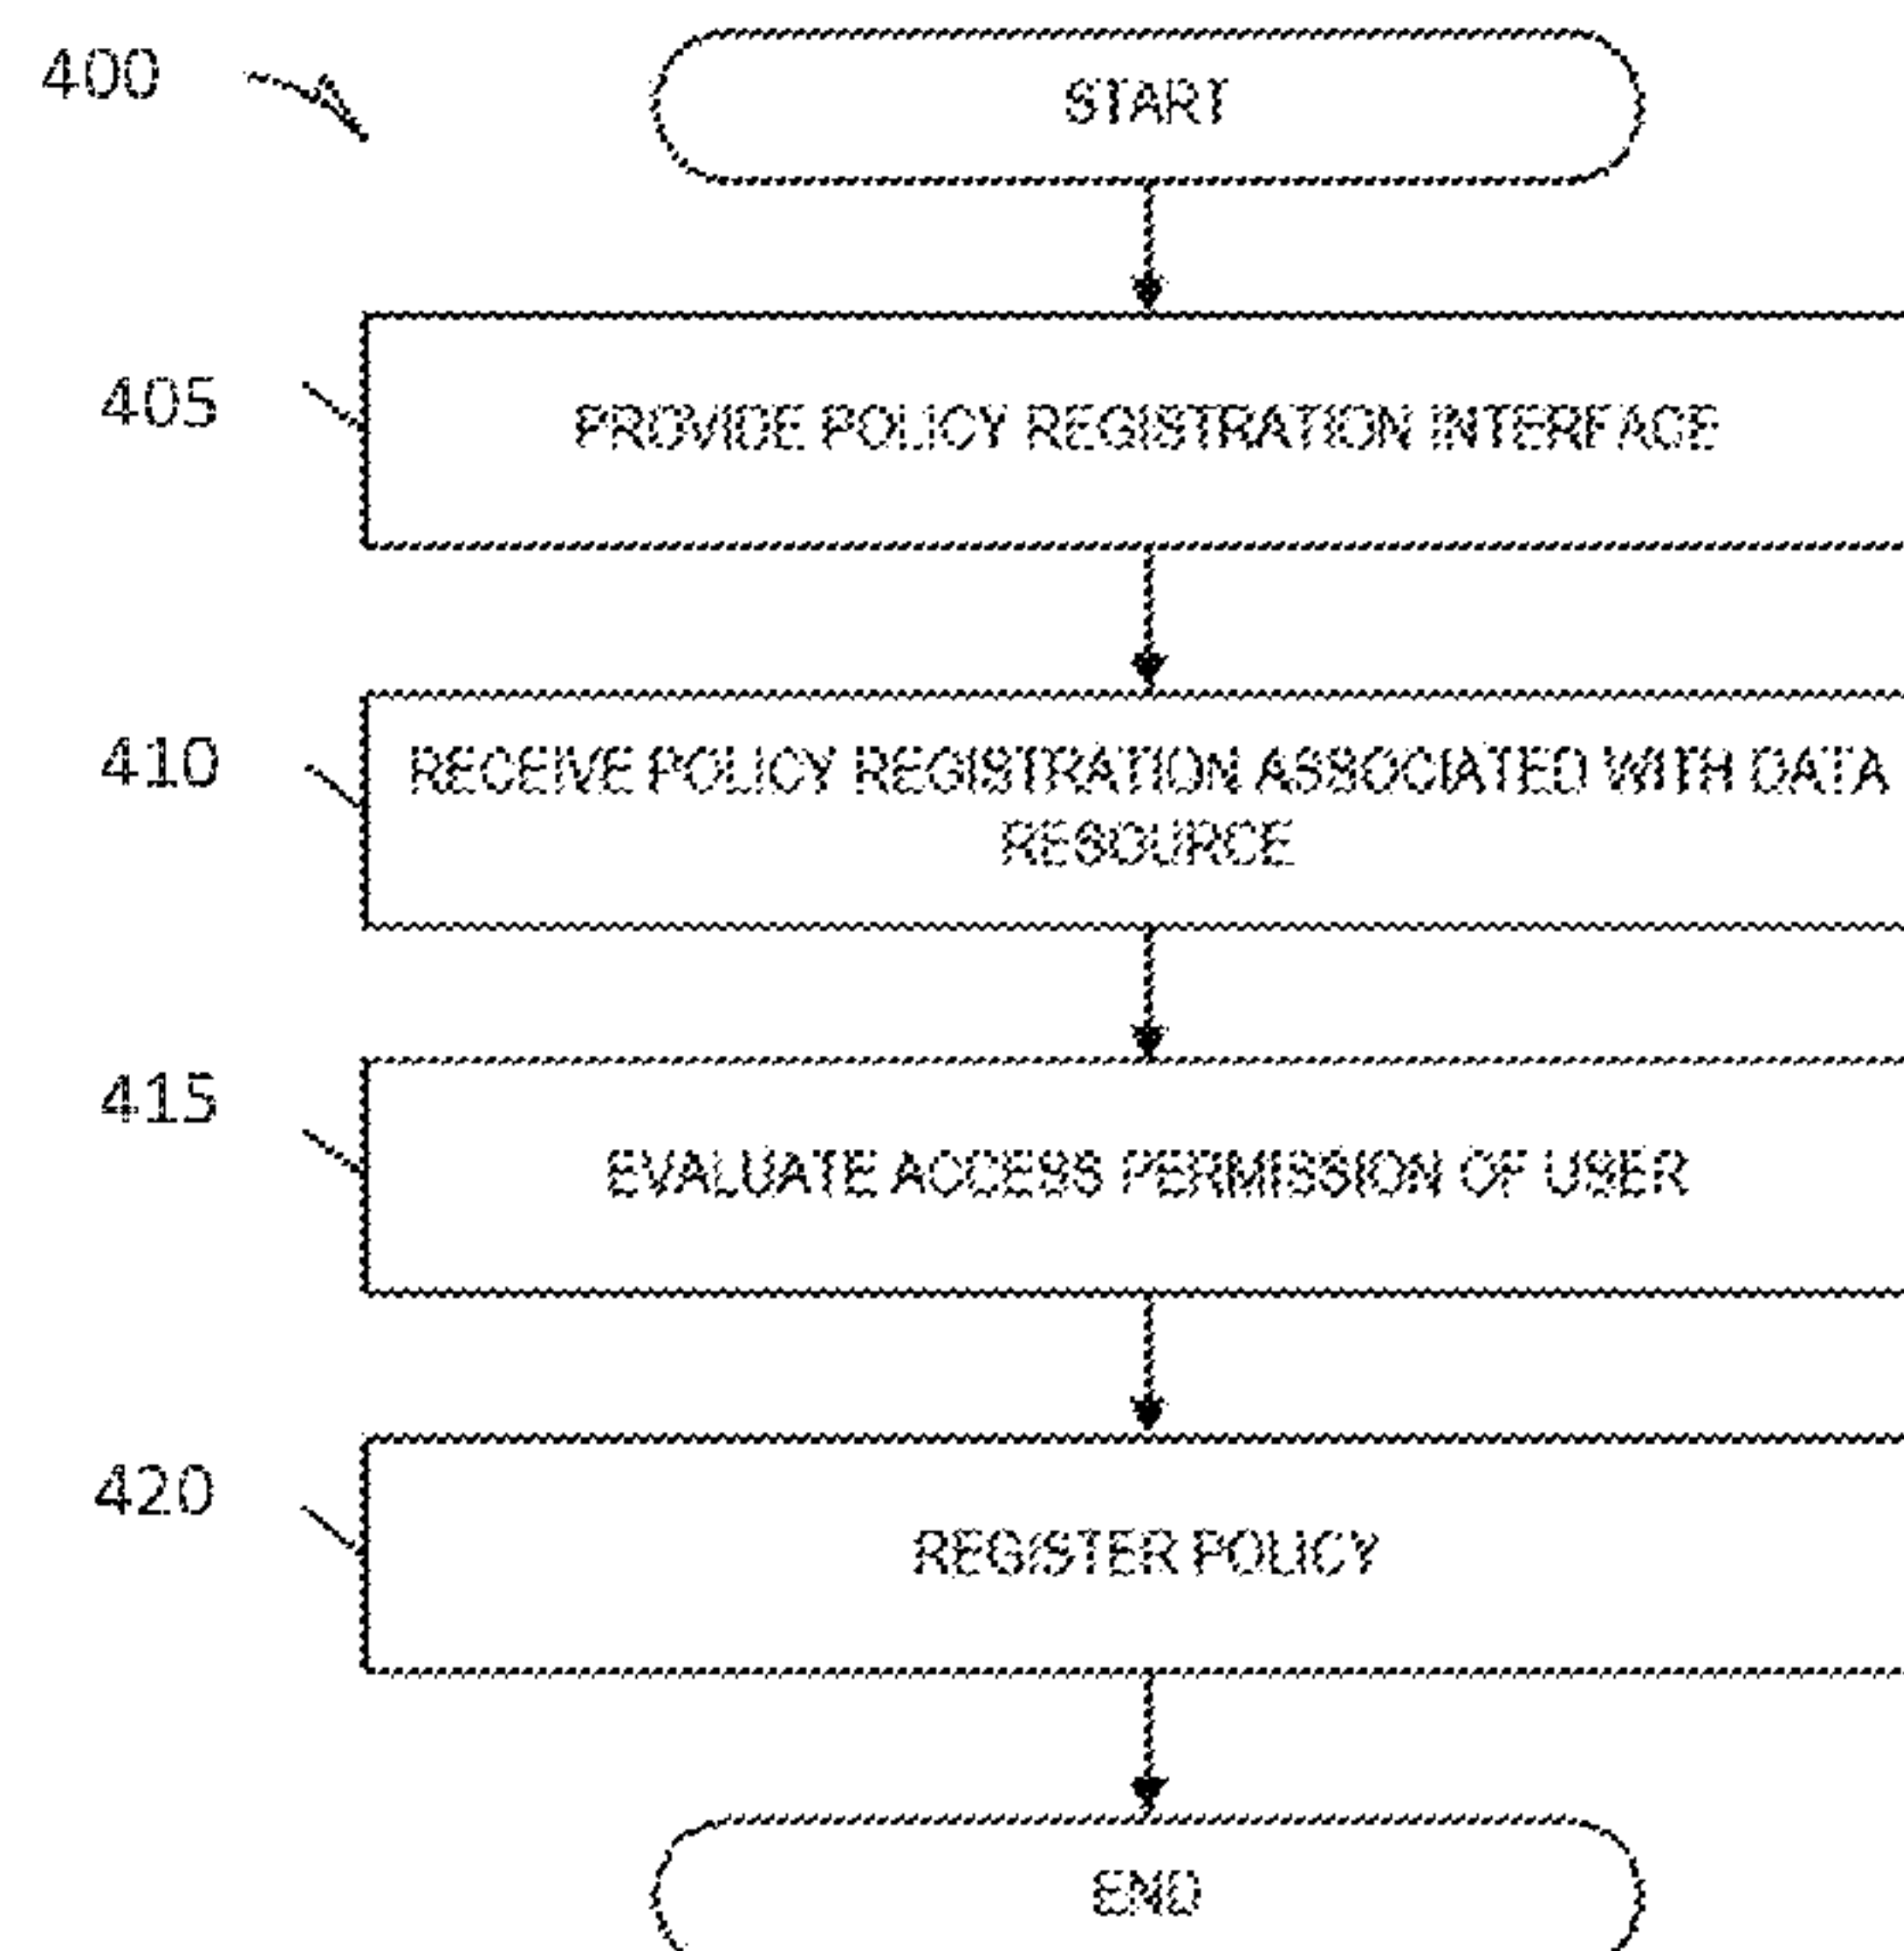 400
START
405
PROVIDE POLICY REGISTRATION INTERFACE
410
RECEIVE POLICY REGISTRATION ASSOCIATED WITH DATA
RESOURCE
415
EVALUATE ACCESS PERMISSION OF USER
420
REGISTER POLICY
END